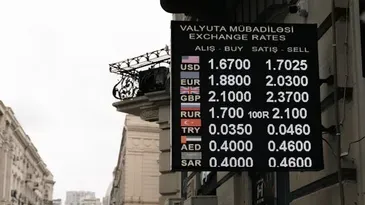 VALYUTA MÜBADİLƏSİ
EXCHANGE RATES
ALIŞ - BUY SATIŞ - SELL
USD 1.6700 1.7025
EUR 1.8800 2.0300
GBP 2.1000 2.3700
RUR 1.700 100R 2.100
TRY 0.0350 0.0460
AED 0.4000 0.4600
SAR 0.4000 0.4600